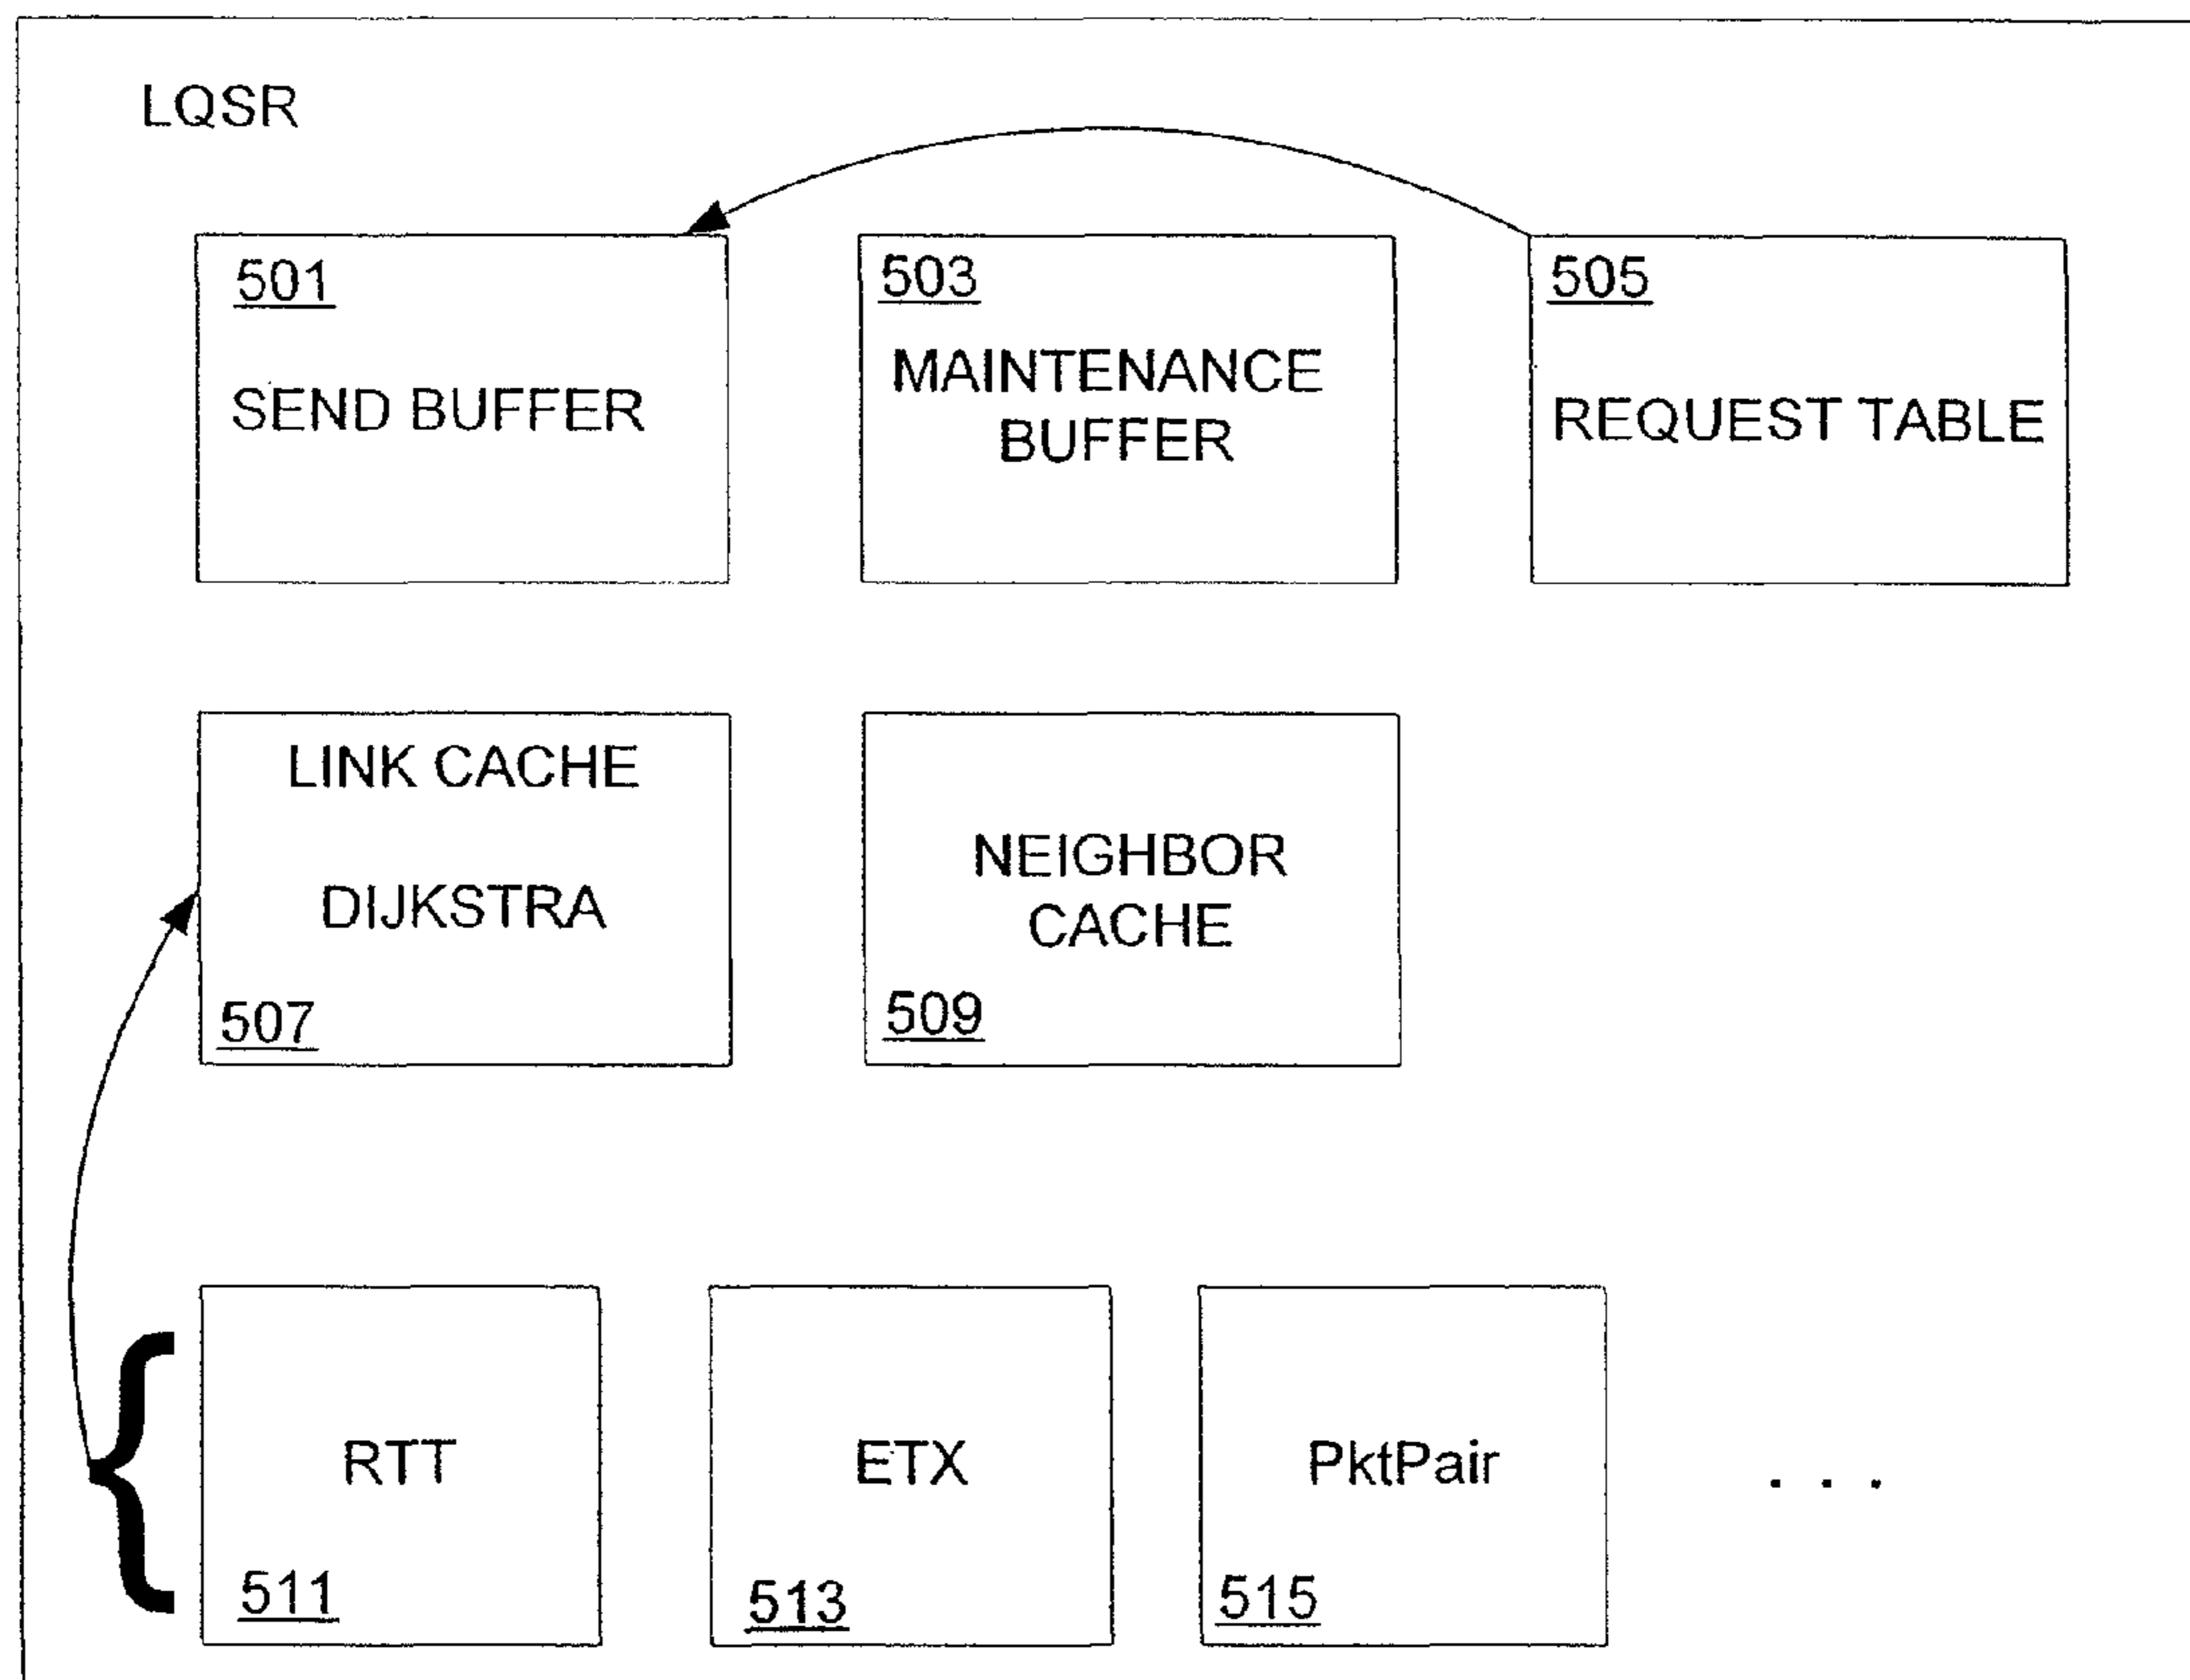 LQSR
501
SEND BUFFER
503
MAINTENANCE
BUFFER
505
REQUEST TABLE
LINK CACHE
DIJKSTRA
507
NEIGHBOR
CACHE
509
{
RTT
511
ETX
513
PktPair
515
. . .